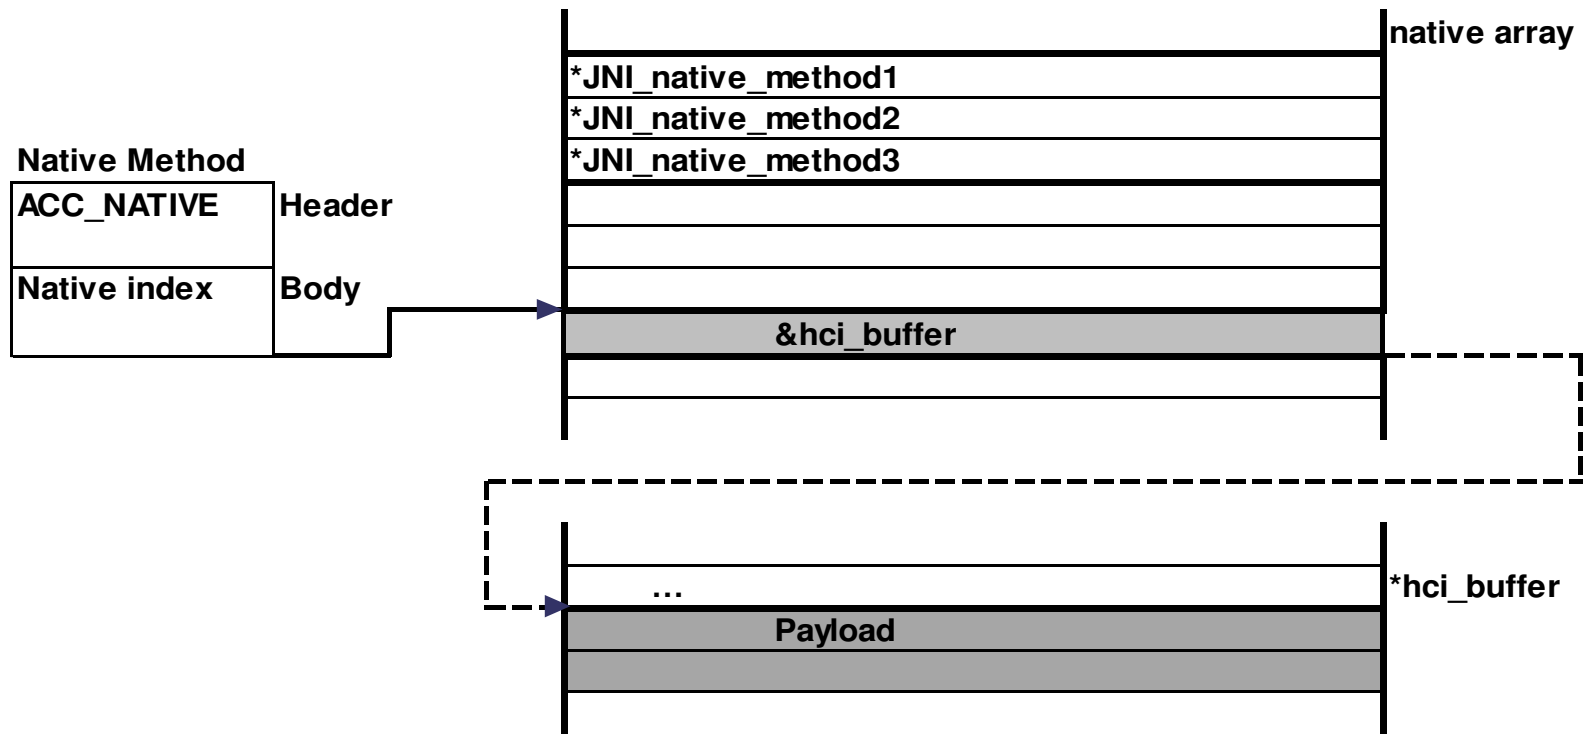 native array
*JNI_native_method1
*JNI_native_method2
*JNI_native_method3
Native Method
ACC_NATIVE
Header
Native index
Body
&hci_buffer
...
*hci_buffer
Payload